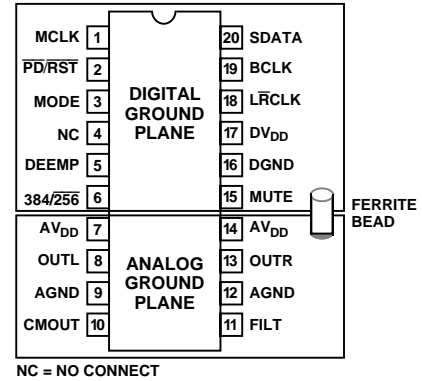 MCLK 1 20 SDATA
PD/RST 2 19 BCLK
MODE 3 DIGITAL GROUND PLANE 18 LRCLK
NC 4 17 DVDD
DEEMP 5 16 DGND
384/256 6 15 MUTE
FERRITE BEAD
AVDD 7 14 AVDD
OUTL 8 ANALOG GROUND PLANE 13 OUTR
AGND 9 12 AGND
CMOUT 10 11 FILT
NC = NO CONNECT